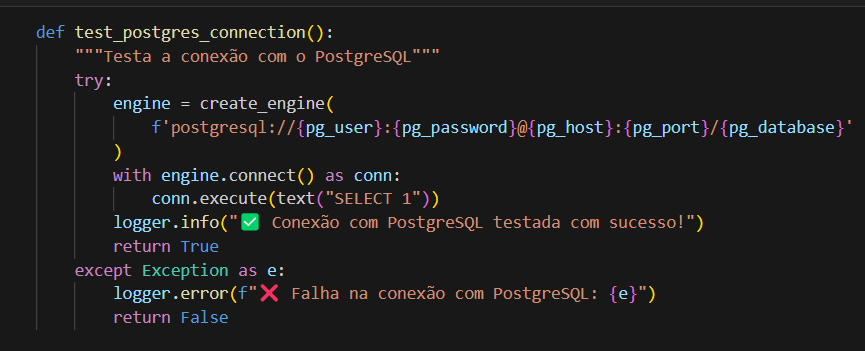 def test_postgres_connection():
    """Testa a conexão com o PostgreSQL"""
    try:
        engine = create_engine(
            f'postgresql://{pg_user}:{pg_password}@{pg_host}:{pg_port}/{pg_database}'
        )
        with engine.connect() as conn:
            conn.execute(text("SELECT 1"))
        logger.info("✅ Conexão com PostgreSQL testada com sucesso!")
        return True
    except Exception as e:
        logger.error(f"❌ Falha na conexão com PostgreSQL: {e}")
        return False